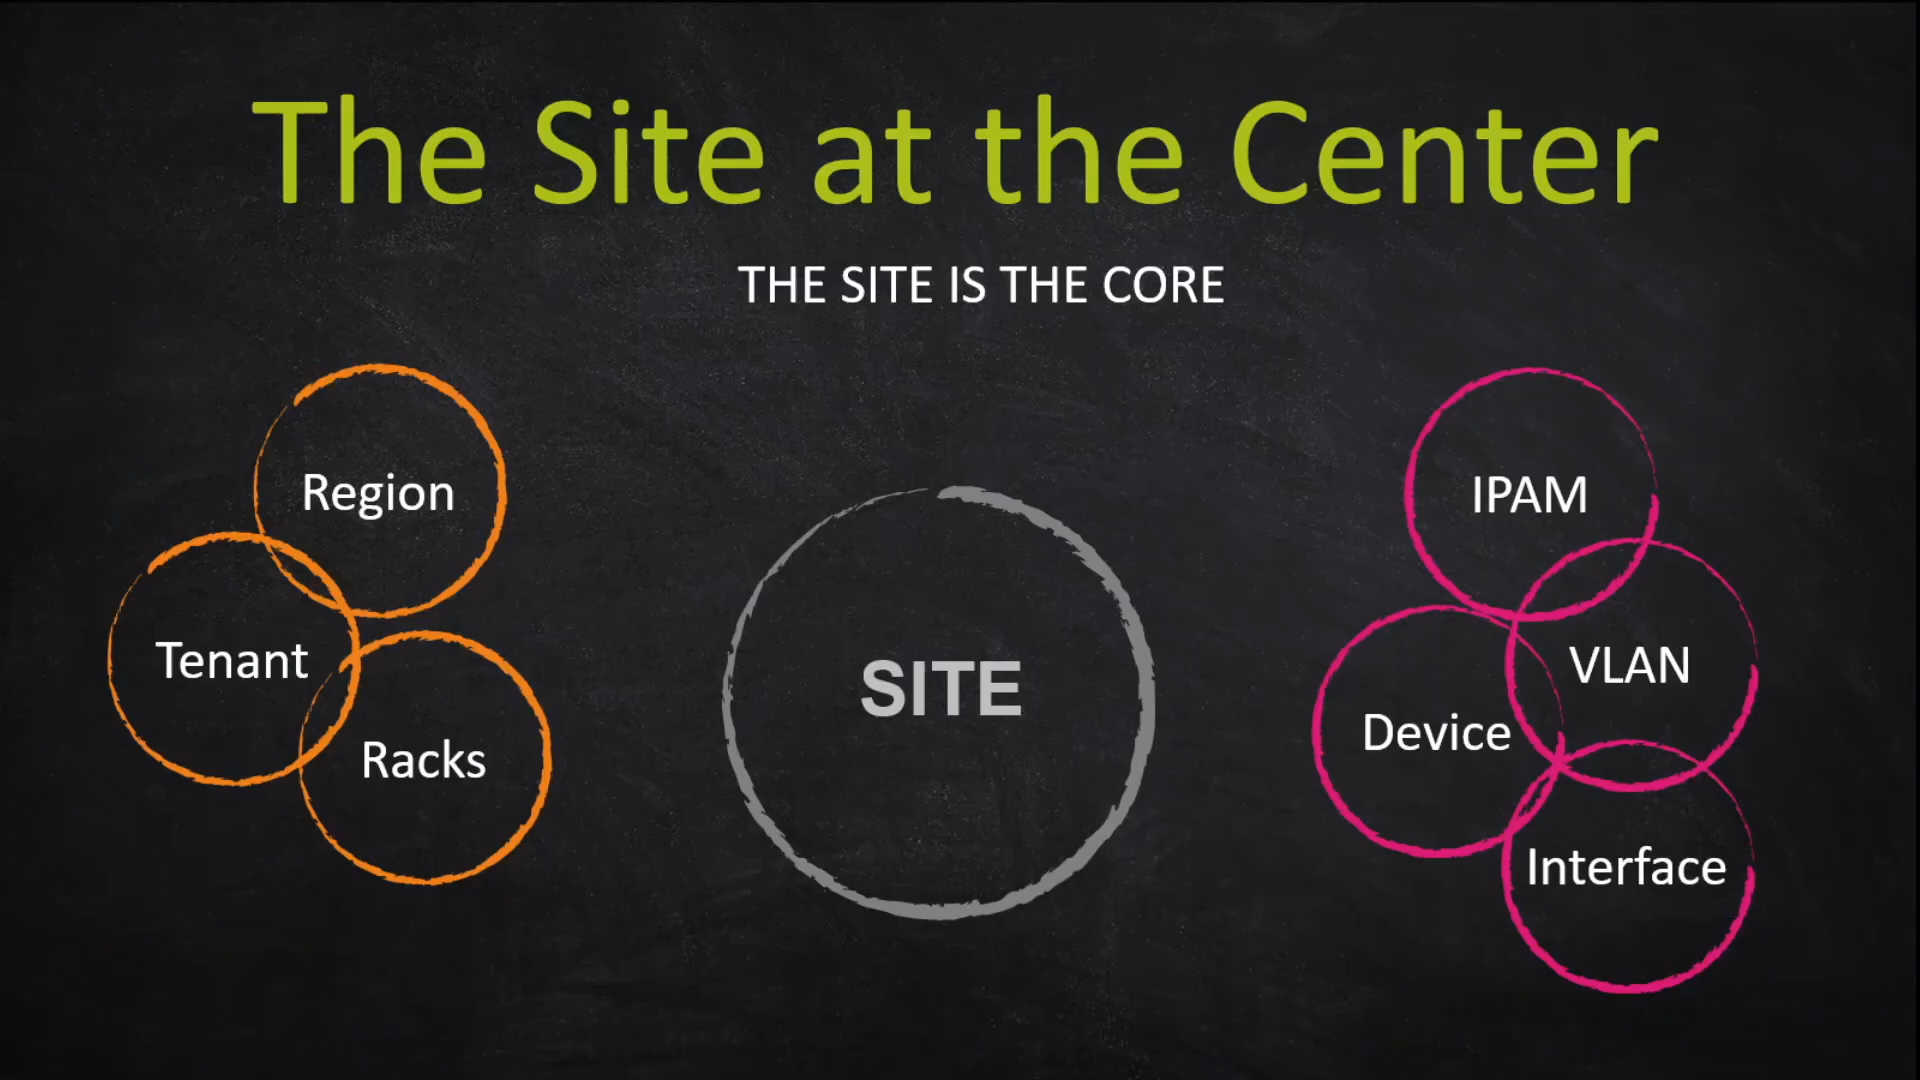 The Site at the Center
THE SITE IS THE CORE
Region
Tenant
Racks
SITE
IPAM
VLAN
Device
Interface